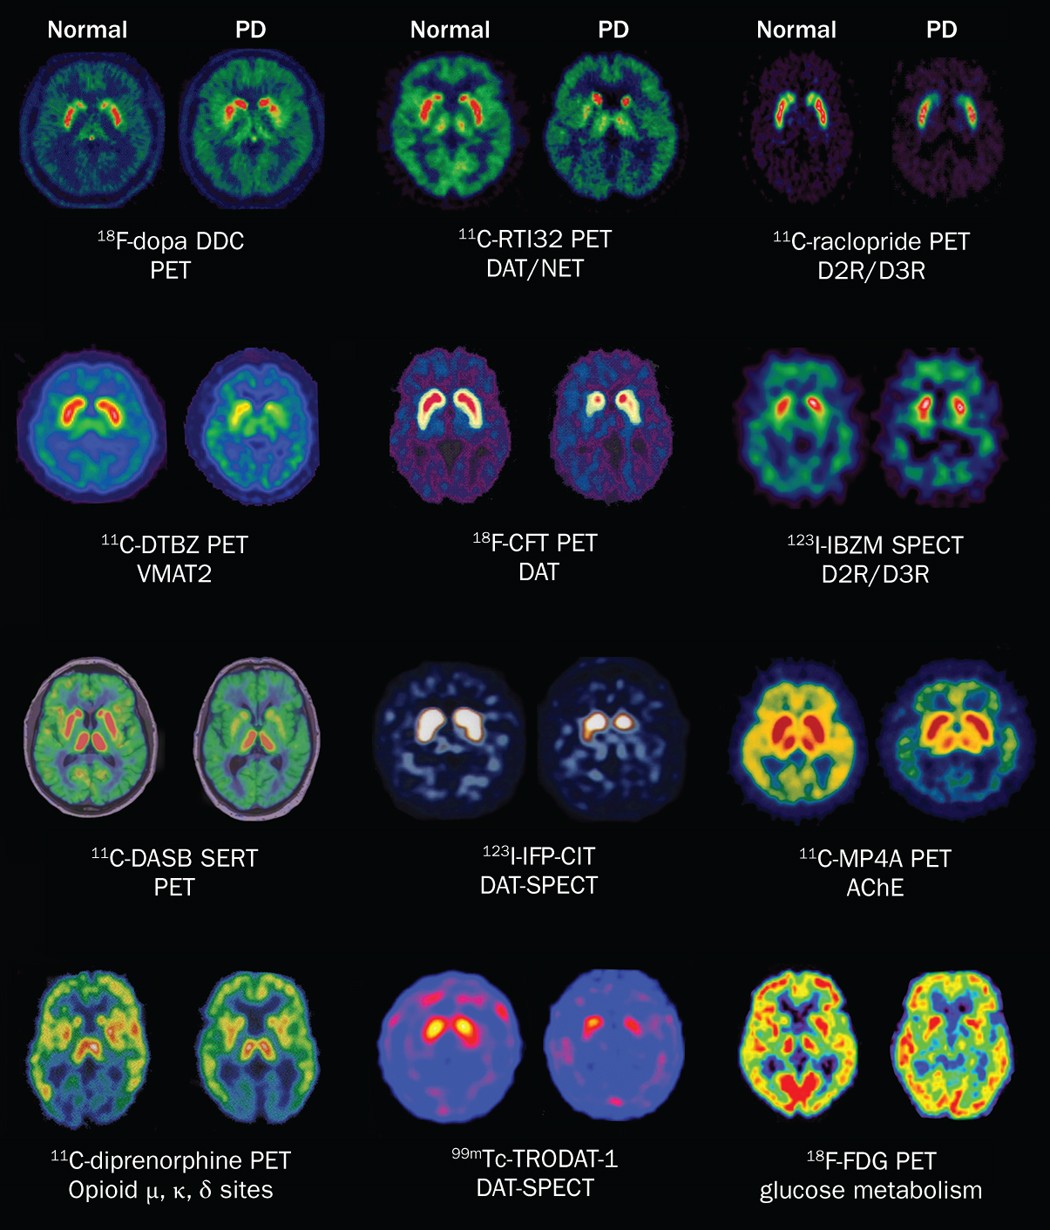 Normal PD Normal PD Normal PD
¹⁸F-dopa DDC
PET
¹¹C-RTI32 PET
DAT/NET
¹¹C-raclopride PET
D2R/D3R
¹¹C-DTBZ PET
VMAT2
¹⁸F-CFT PET
DAT
¹²³I-IBZM SPECT
D2R/D3R
¹¹C-DASB SERT
PET
¹²³I-IFP-CIT
DAT-SPECT
¹¹C-MP4A PET
AChE
¹¹C-diprenorphine PET
Opioid μ, κ, δ sites
⁹⁹ᵐTc-TRODAT-1
DAT-SPECT
¹⁸F-FDG PET
glucose metabolism